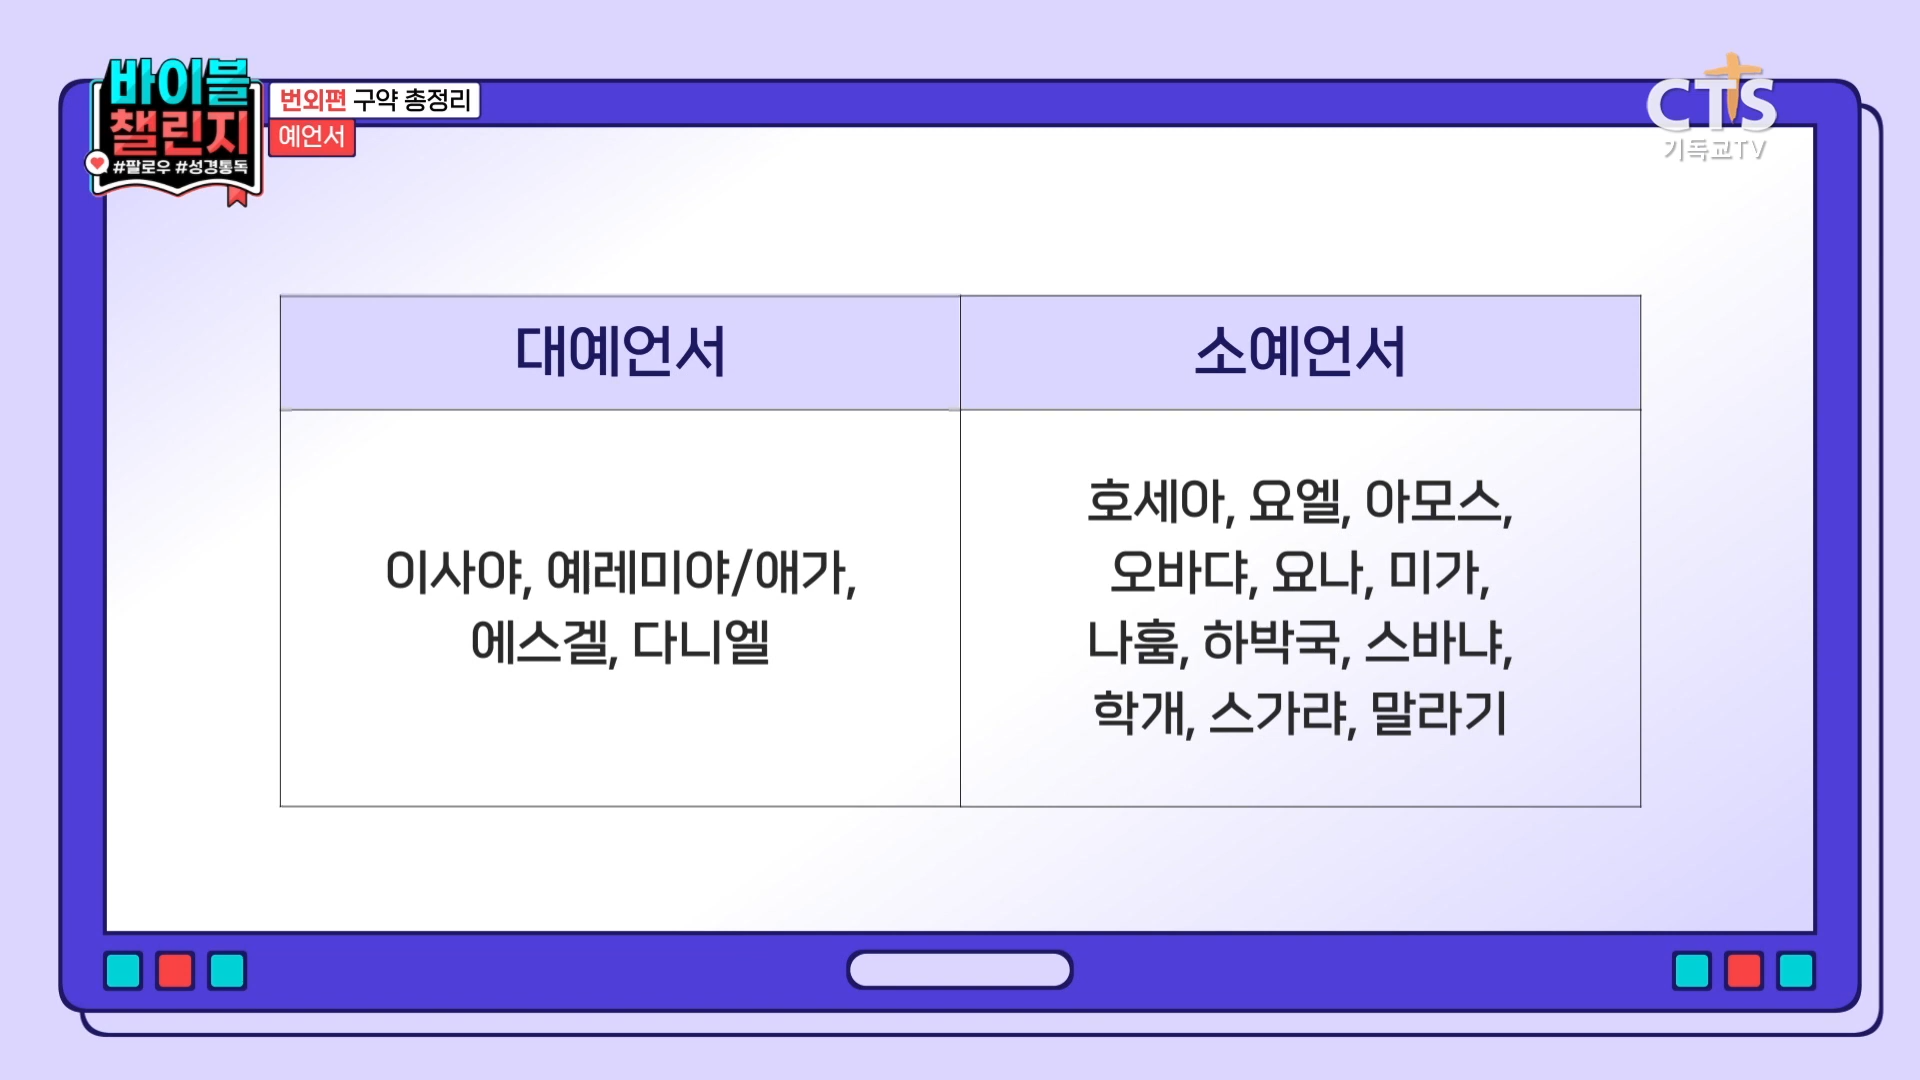 바이블
챌린지
#팔로우 #성경통독
번외편 구약 총정리
예언서
CTS
기독교TV
대예언서
소예언서
이사야, 예레미야/애가,
에스겔, 다니엘
호세아, 요엘, 아모스,
오바댜, 요나, 미가,
나훔, 하박국, 스바냐,
학개, 스가랴, 말라기